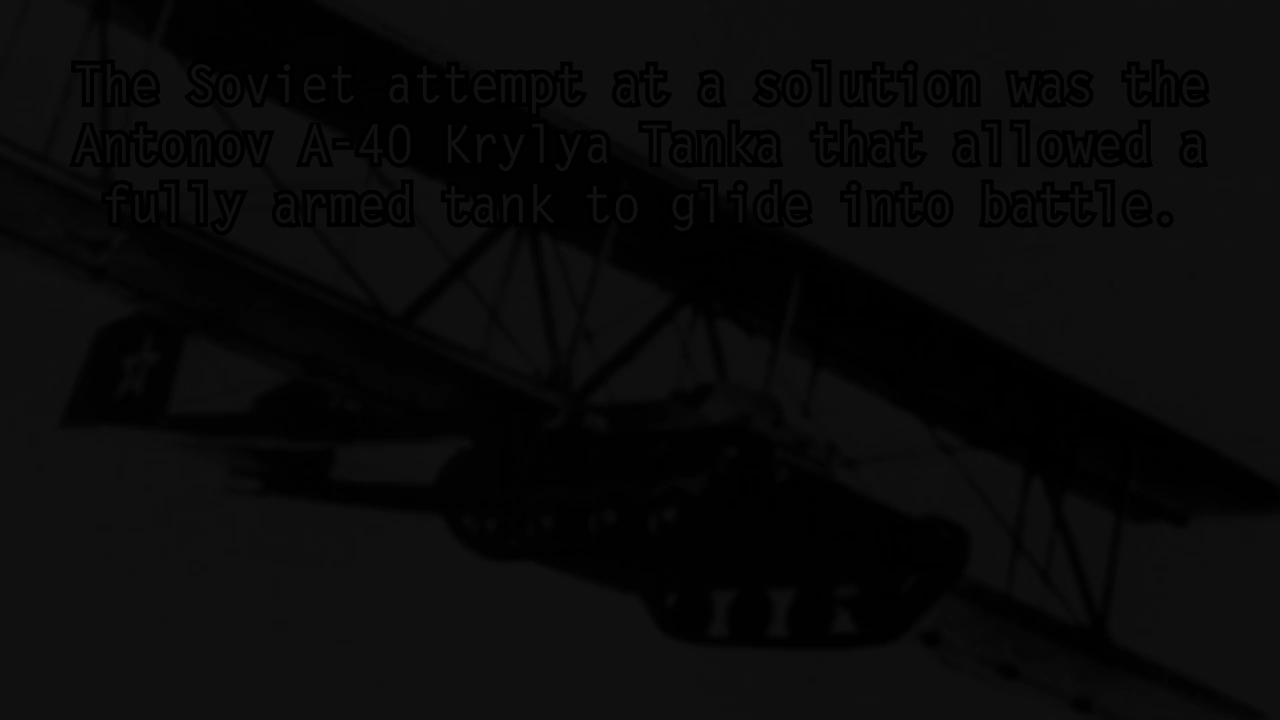 The Soviet attempt at a solution was the
Antonov A-40 Krylya Tanka that allowed a
fully armed tank to glide into battle.